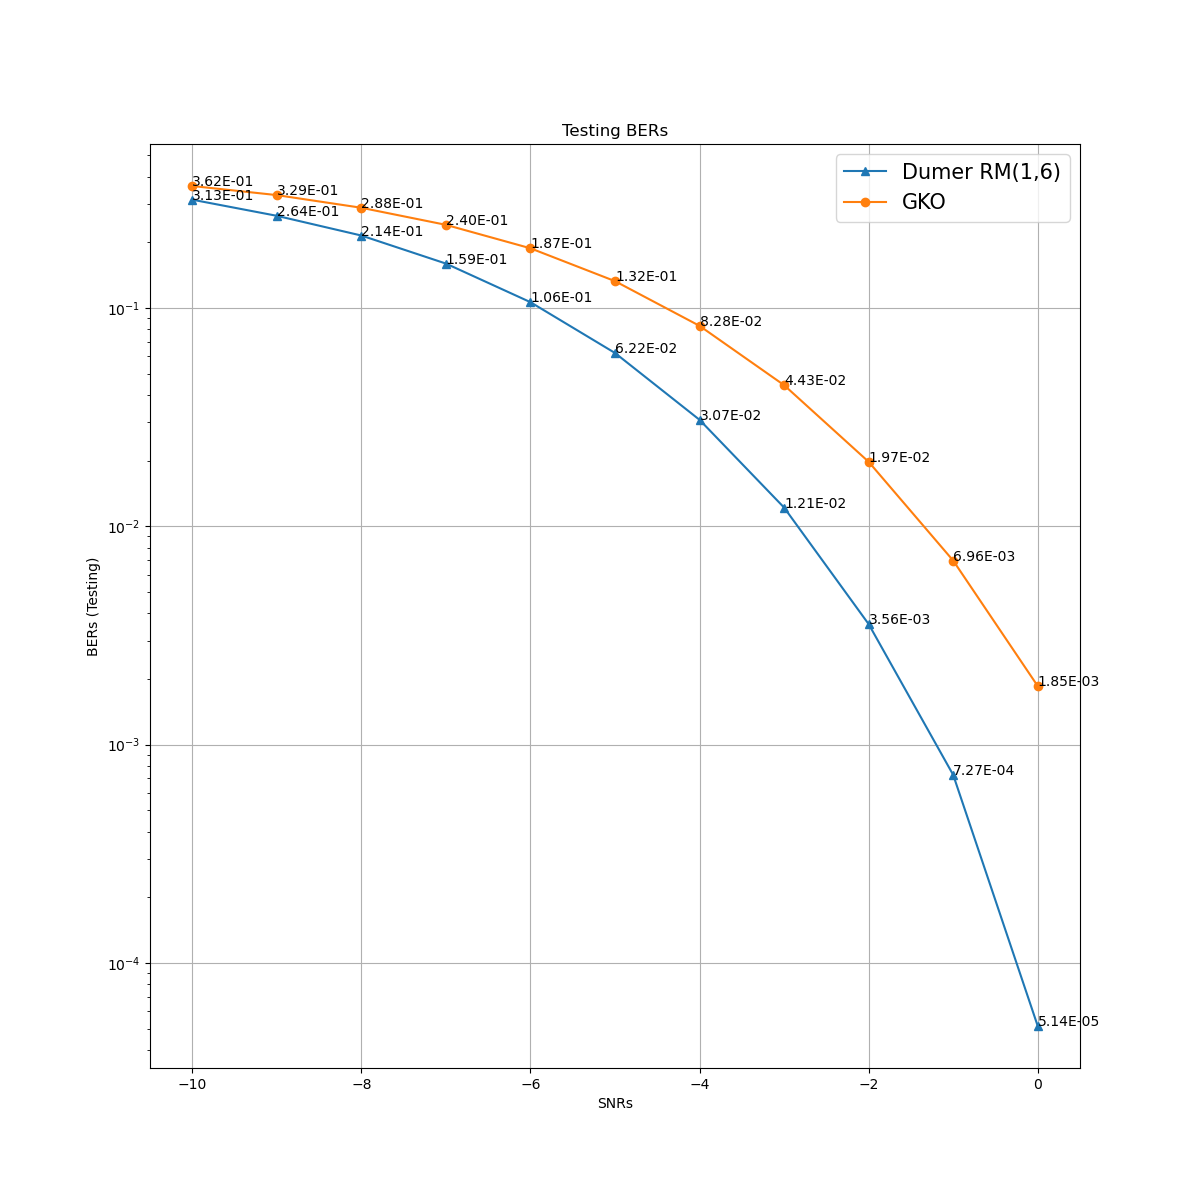 Testing BERs
Dumer RM(1,6)
GKO
3.62E-01
3.29E-01
2.88E-01
2.40E-01
1.87E-01
1.32E-01
8.28E-02
4.43E-02
1.97E-02
6.96E-03
1.85E-03
3.13E-01
2.64E-01
2.14E-01
1.59E-01
1.06E-01
6.22E-02
3.07E-02
1.21E-02
3.56E-03
7.27E-04
5.14E-05
10⁻¹
10⁻²
10⁻³
10⁻⁴
BERs (Testing)
−10 −8 −6 −4 −2 0
SNRs